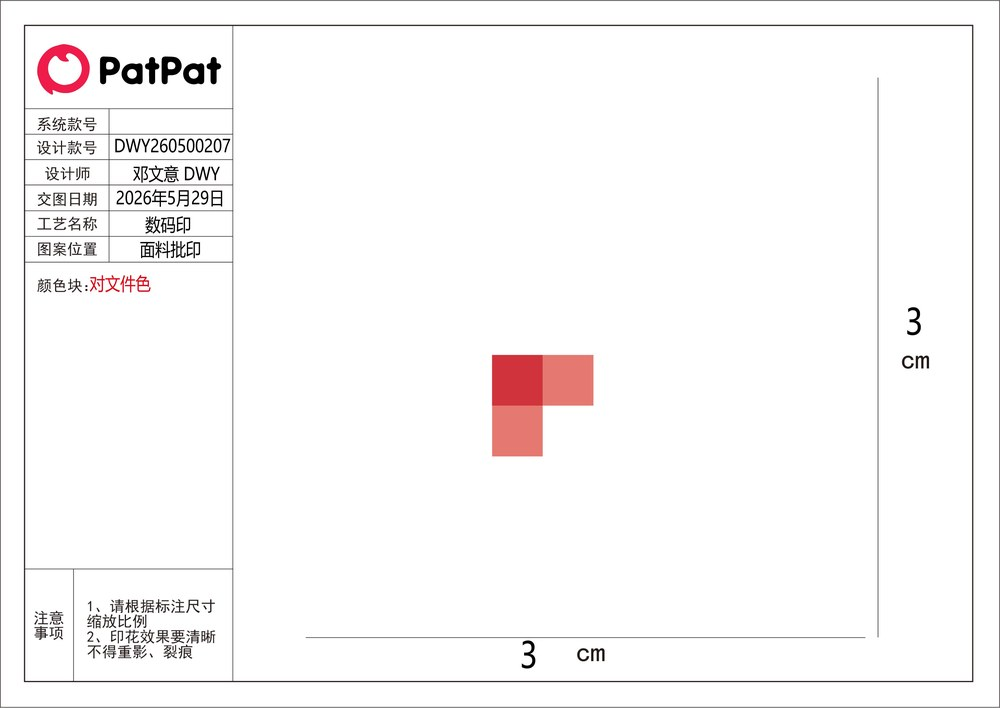 PatPat
系统款号
设计款号 DWY260500207
设计师 邓文意 DWY
交图日期 2026年5月29日
工艺名称 数码印
图案位置 面料批印
颜色块:对文件色
3
cm
3 cm
注意
事项
1、请根据标注尺寸
缩放比例
2、印花效果要清晰
不得重影、裂痕